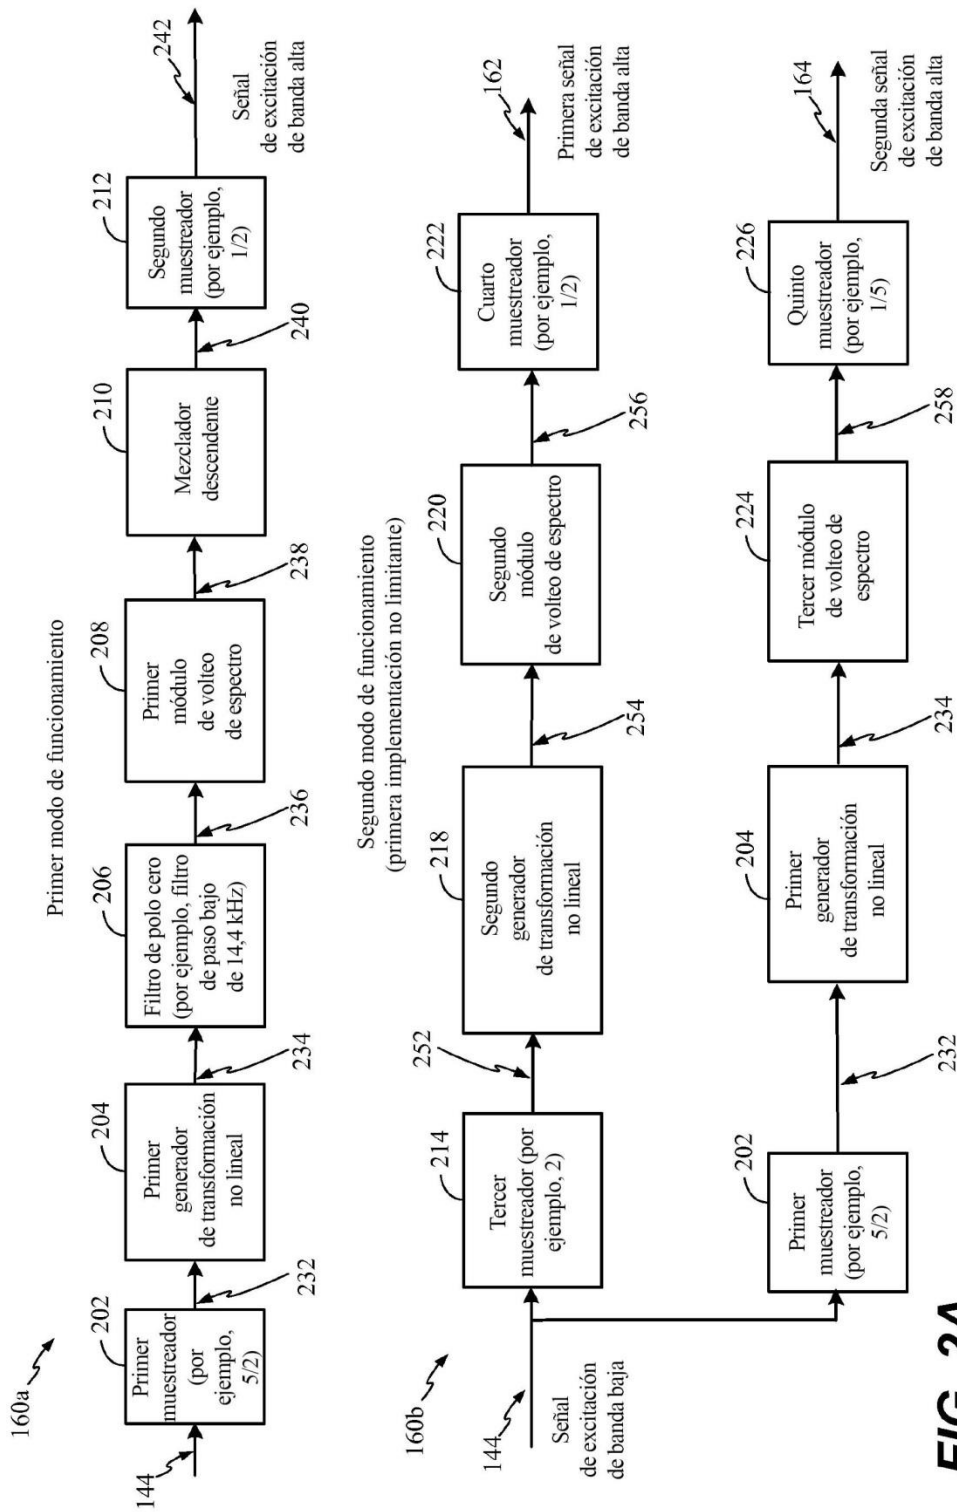 Primer modo de funcionamiento
160a
144
202
Primer
muestreador
(por
ejemplo,
5/2)
232
204
Primer
generador
de transformación
no lineal
234
206
Filtro de polo cero
(por ejemplo, filtro
de paso bajo
de 14,4 kHz)
236
208
Primer
módulo
de volteo
de espectro
238
210
Mezclador
descendente
240
212
Segundo
muestreador
(por ejemplo,
1/2)
242
Señal
de excitación
de banda alta
Segundo modo de funcionamiento
(primera implementación no limitante)
160b
144
Señal
de excitación
de banda baja
214
Tercer
muestreador (por
ejemplo, 2)
252
218
Segundo
generador
de transformación
no lineal
254
220
Segundo
módulo
de volteo de espectro
256
222
Cuarto
muestreador
(por ejemplo,
1/2)
162
Primera señal
de excitación de
banda alta
202
Primer
muestreador
(por ejemplo,
5/2)
232
204
Primer
generador
de transformación
no lineal
234
224
Tercer módulo
de volteo de
espectro
258
226
Quinto
muestreador
(por ejemplo,
1/5)
164
Segunda señal
de excitación de
banda alta
FIG. 2A